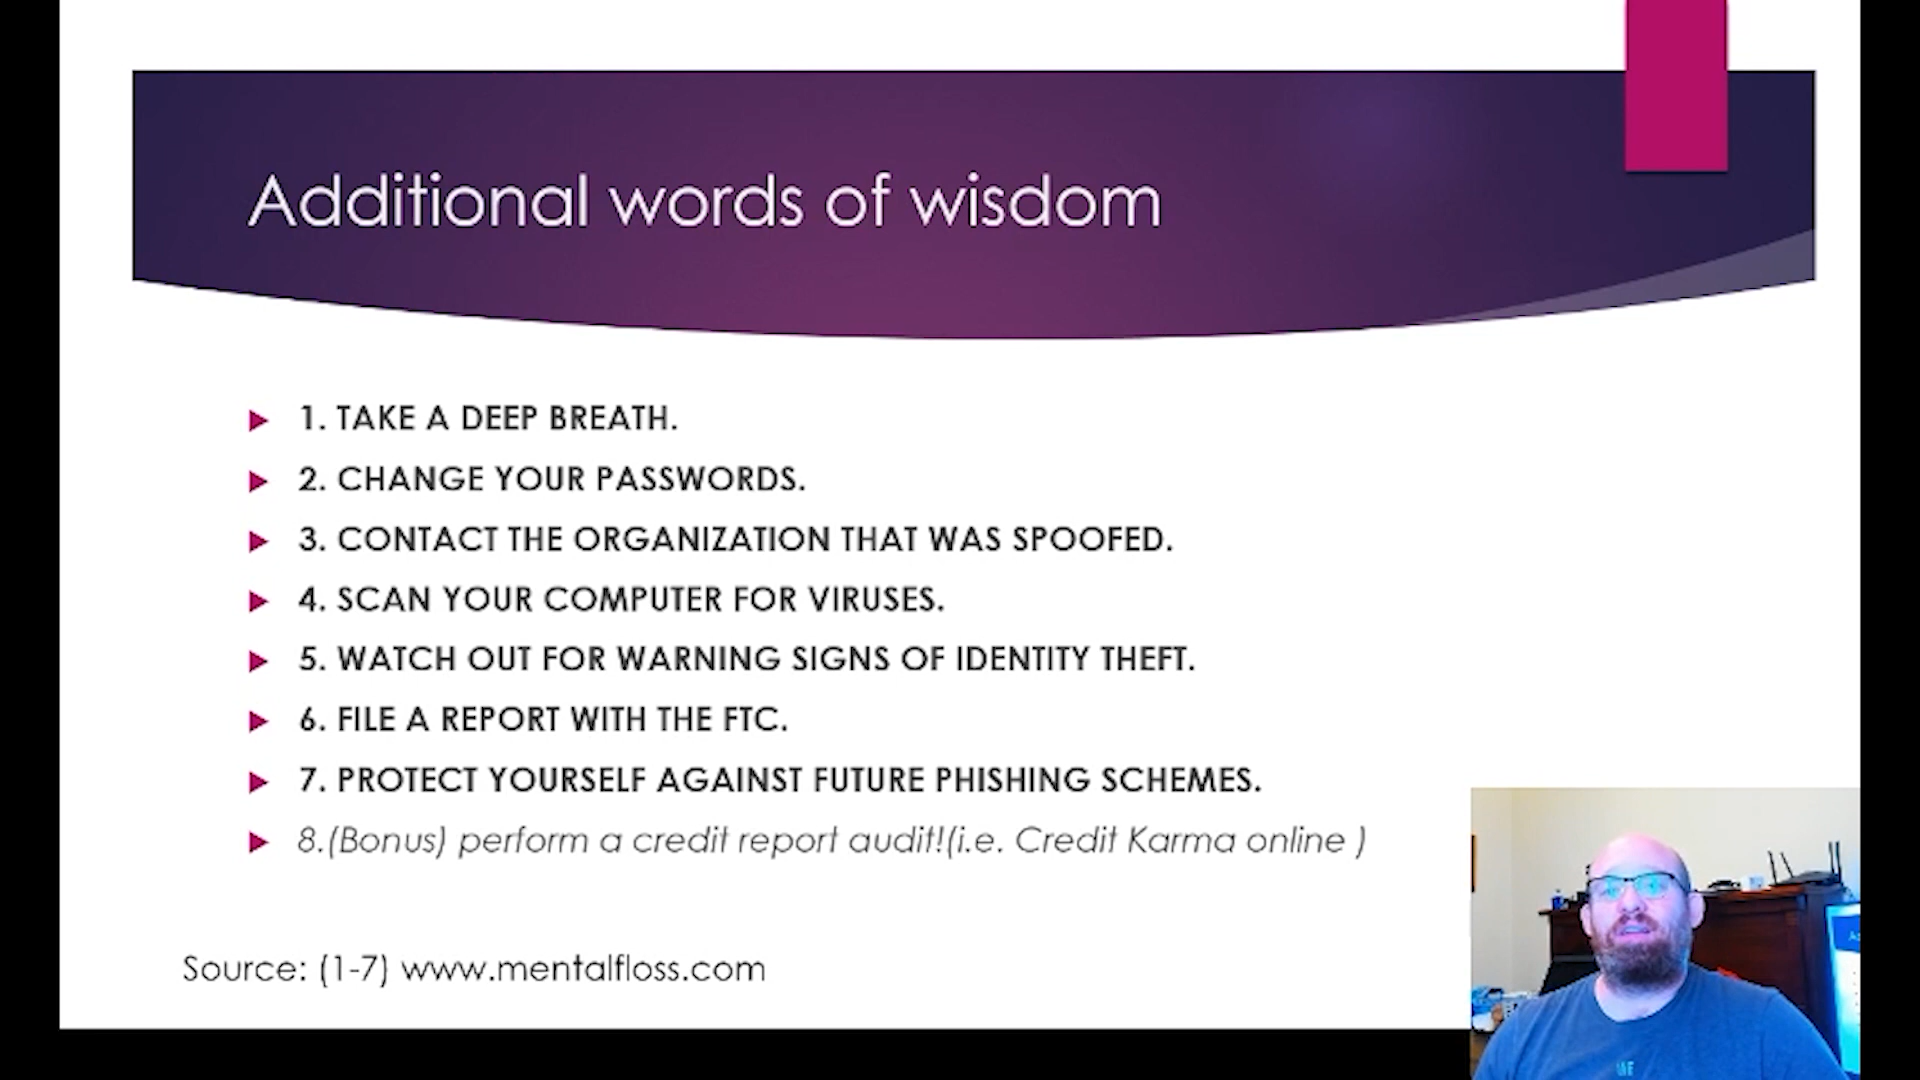 Additional words of wisdom
1. TAKE A DEEP BREATH.
2. CHANGE YOUR PASSWORDS.
3. CONTACT THE ORGANIZATION THAT WAS SPOOFED.
4. SCAN YOUR COMPUTER FOR VIRUSES.
5. WATCH OUT FOR WARNING SIGNS OF IDENTITY THEFT.
6. FILE A REPORT WITH THE FTC.
7. PROTECT YOURSELF AGAINST FUTURE PHISHING SCHEMES.
8.(Bonus) perform a credit report audit!(i.e. Credit Karma online )
Source: (1-7) www.mentalfloss.com